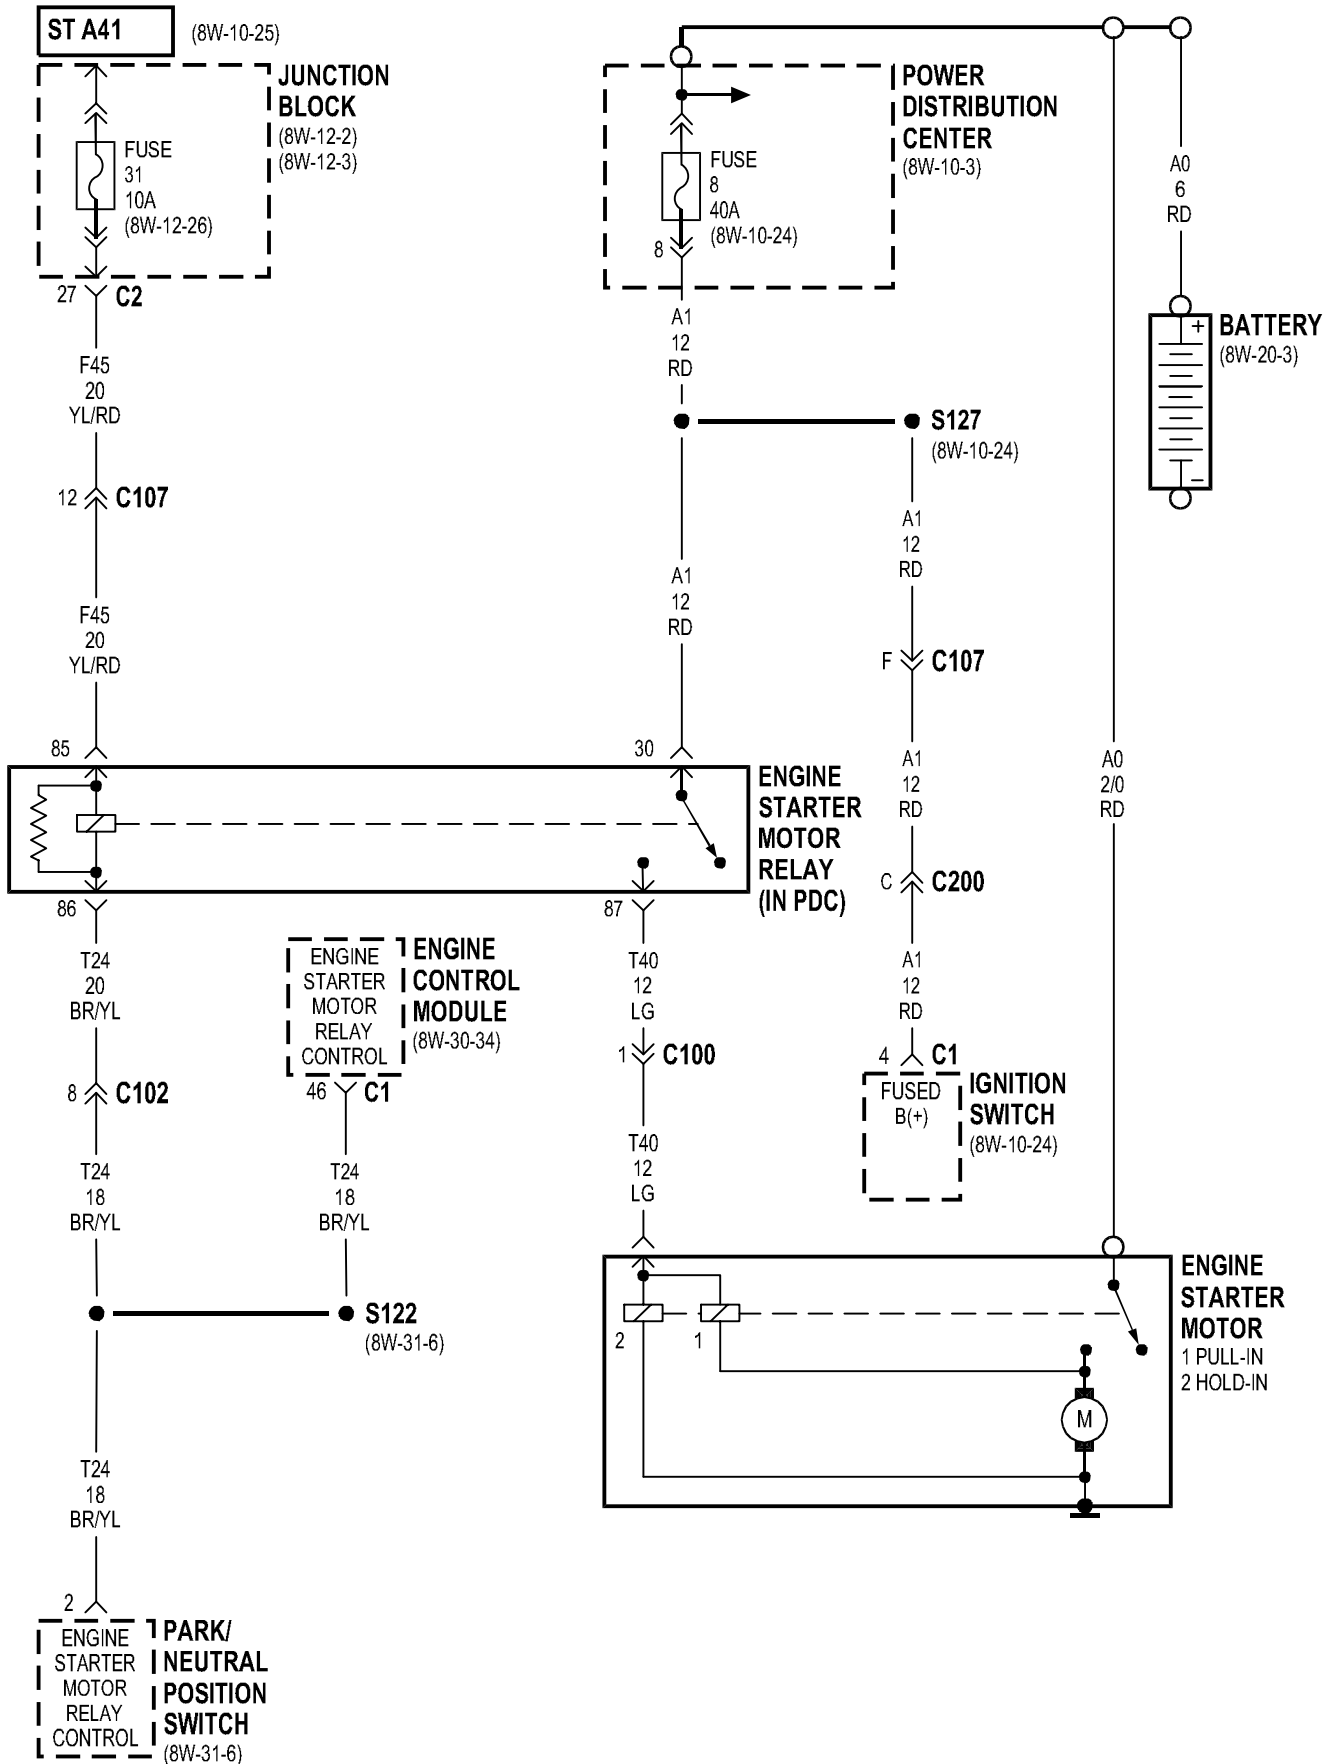 ST A41
(8W-10-25)
JUNCTION
BLOCK
(8W-12-2)
(8W-12-3)
FUSE
31
10A
(8W-12-26)
27
C2
F45
20
YL/RD
12
C107
F45
20
YL/RD
85
POWER
DISTRIBUTION
CENTER
(8W-10-3)
FUSE
8
40A
(8W-10-24)
8
A1
12
RD
S127
(8W-10-24)
A1
12
RD
30
A0
6
RD
BATTERY
(8W-20-3)
+
–
A1
12
RD
F
C107
A1
12
RD
C
C200
A1
12
RD
4
C1
FUSED
B(+)
IGNITION
SWITCH
(8W-10-24)
A0
2/0
RD
ENGINE
STARTER
MOTOR
RELAY
(IN PDC)
86
87
T24
20
BR/YL
8
C102
T24
18
BR/YL
ENGINE
STARTER
MOTOR
RELAY
CONTROL
ENGINE
CONTROL
MODULE
(8W-30-34)
46
C1
T24
18
BR/YL
S122
(8W-31-6)
T40
12
LG
1
C100
T40
12
LG
2
1
M
ENGINE
STARTER
MOTOR
1 PULL-IN
2 HOLD-IN
T24
18
BR/YL
2
ENGINE
STARTER
MOTOR
RELAY
CONTROL
PARK/
NEUTRAL
POSITION
SWITCH
(8W-31-6)